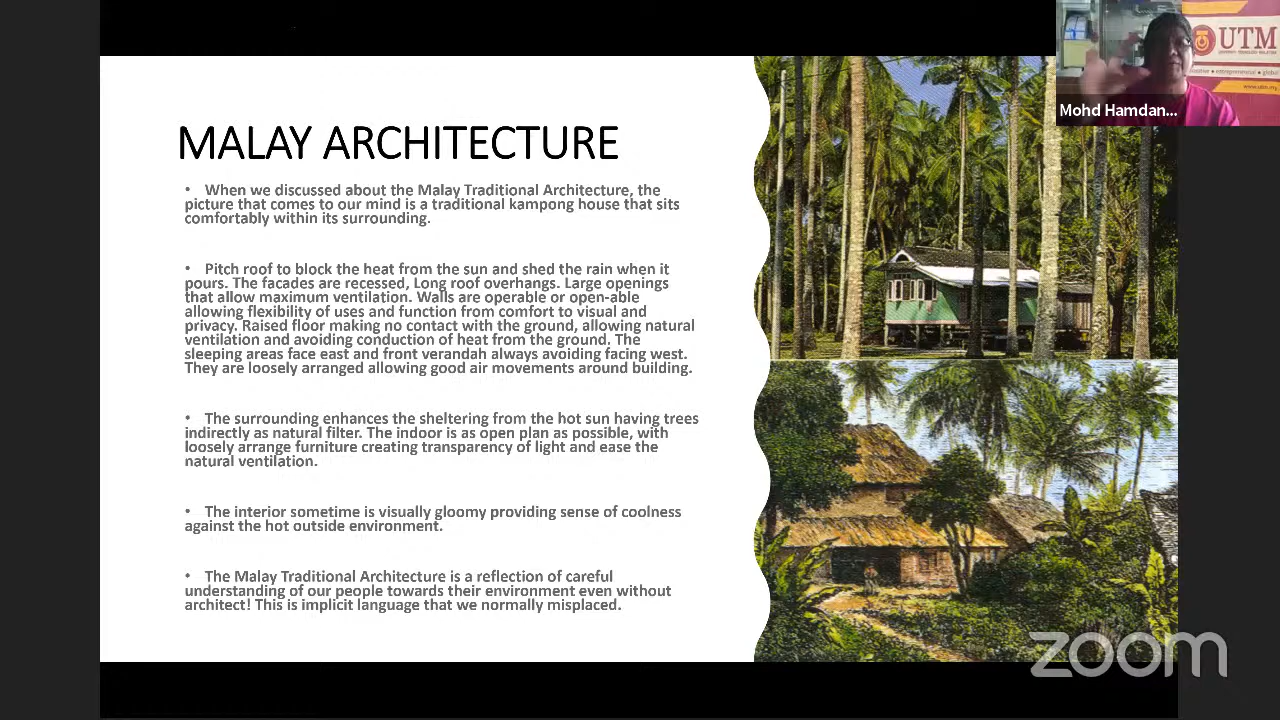 UTM
UNIVERSITI TEKNOLOGI MALAYSIA
• entrepreneurial • global
www.utm.my
Mohd Hamdan...
MALAY ARCHITECTURE
• When we discussed about the Malay Traditional Architecture, the
picture that comes to our mind is a traditional kampong house that sits
comfortably within its surrounding.
• Pitch roof to block the heat from the sun and shed the rain when it
pours. The facades are recessed, Long roof overhangs. Large openings
that allow maximum ventilation. Walls are operable or open-able
allowing flexibility of uses and function from comfort to visual and
privacy. Raised floor making no contact with the ground, allowing natural
ventilation and avoiding conduction of heat from the ground. The
sleeping areas face east and front verandah always avoiding facing west.
They are loosely arranged allowing good air movements around building.
• The surrounding enhances the sheltering from the hot sun having trees
indirectly as natural filter. The indoor is as open plan as possible, with
loosely arrange furniture creating transparency of light and ease the
natural ventilation.
• The interior sometime is visually gloomy providing sense of coolness
against the hot outside environment.
• The Malay Traditional Architecture is a reflection of careful
understanding of our people towards their environment even without
architect! This is implicit language that we normally misplaced.
zoom